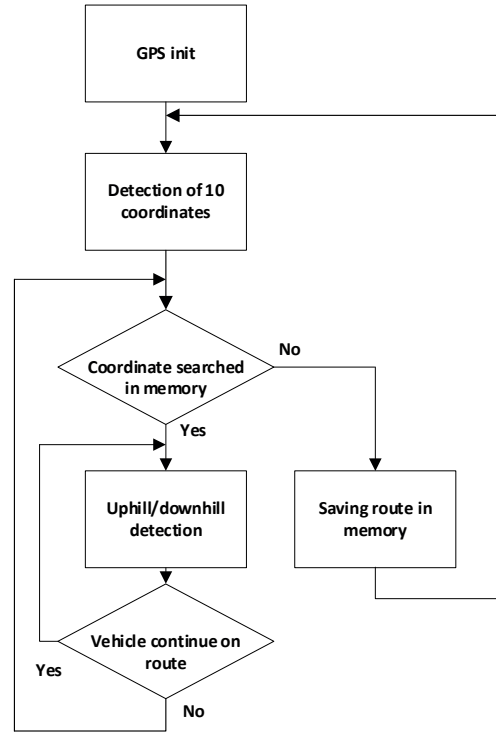 GPS init
Detection of 10
coordinates
Coordinate searched
in memory
No
Yes
Uphill/downhill
detection
Saving route in
memory
Vehicle continue on
route
Yes
No